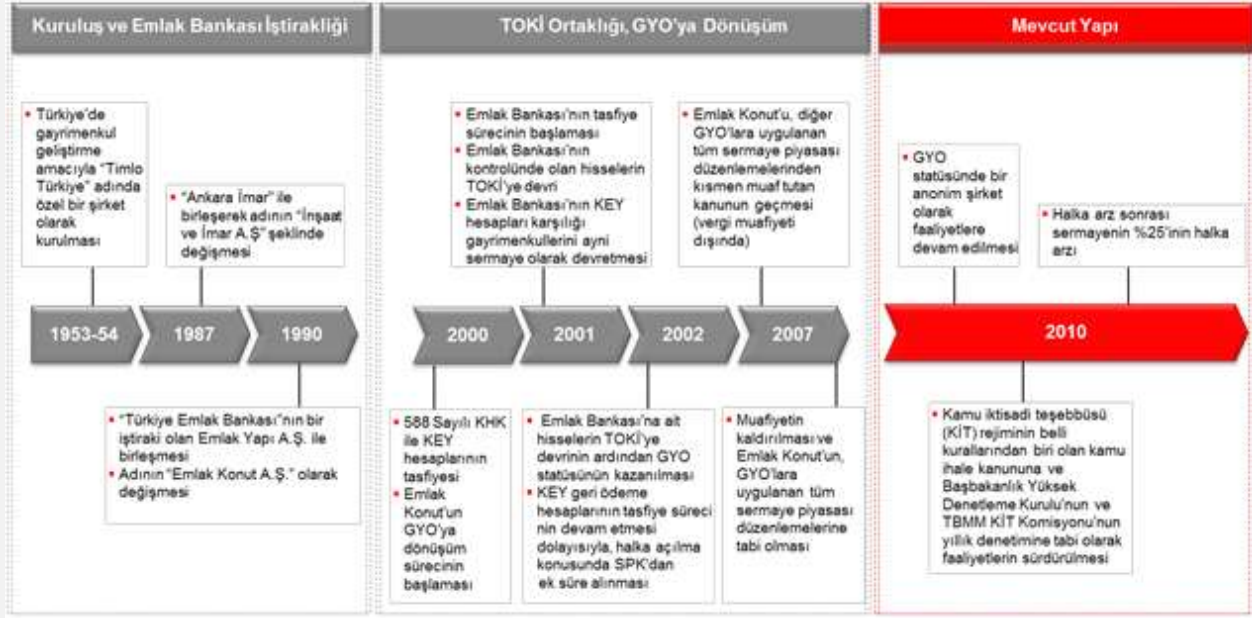 Kuruluş ve Emlak Bankası İştirakliği
Türkiye'de
gayrimenkul
geliştirme
amacıyla "Timlo
Türkiye" adında
özel bir şirket
olarak
kurulması
"Ankara İmar" ile
birleşerek adının "İnşaat
ve İmar A.Ş" şeklinde
değişmesi
1953-54
1987
1990
"Türkiye Emlak Bankası"nın bir
iştiraki olan Emlak Yapı A.Ş. ile
birleşmesi
Adının "Emlak Konut A.Ş." olarak
değişmesi
TOKİ Ortaklığı, GYO'ya Dönüşüm
Emlak Bankası'nın tasfiye
sürecinin başlaması
Emlak Bankası'nın
kontrolünde olan hisselerin
TOKİ'ye devri
Emlak Bankası'nın KEY
hesapları karşılığı
gayrimenkullerini ayni
sermaye olarak devretmesi
Emlak Konut'u, diğer
GYO'lara uygulanan
tüm sermaye piyasası
düzenlemelerinden
kısmen muaf tutan
kanunun geçmesi
(vergi muafiyeti
dışında)
2000
2001
2002
2007
588 Sayılı KHK
ile KEY
hesaplarının
tasfiyesi
Emlak
Konut'un
GYO'ya
dönüşüm
sürecinin
başlaması
Emlak Bankası'na ait
hisselerin TOKİ'ye
devrinin ardından GYO
statüsünün kazanılması
KEY geri ödeme
hesaplarının tasfiye süreci
nin devam etmesi
dolayısıyla, halka açılma
konusunda SPK'dan
ek süre alınması
Muafiyetin
kaldırılması ve
Emlak Konut'un,
GYO'lara
uygulanan tüm
sermaye piyasası
düzenlemelerine
tabi olması
Mevcut Yapı
GYO
statüsünde bir
anonim şirket
olarak
faaliyetlere
devam edilmesi
Halka arz sonrası
sermayenin %25'inin halka
arzı
2010
Kamu iktisadi teşebbüsü
(KİT) rejiminin belli
kurallarından biri olan kamu
ihale kanununa ve
Başbakanlık Yüksek
Denetleme Kurulu'nun ve
TBMM KİT Komisyonu'nun
yıllık denetimine tabi olarak
faaliyetlerin sürdürülmesi